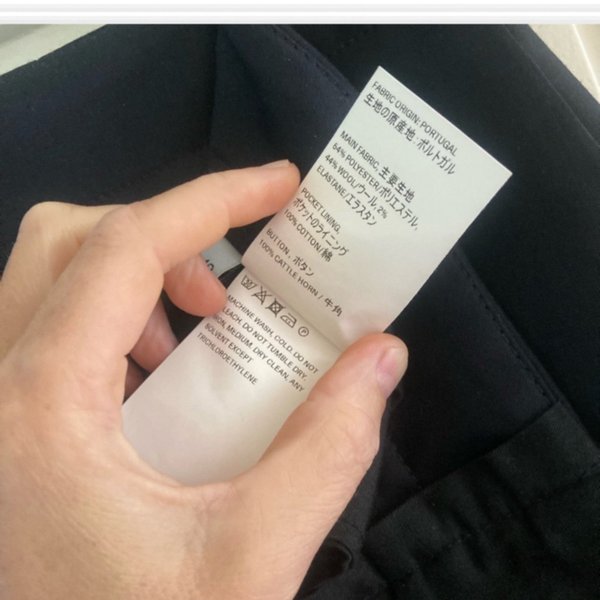 FABRIC ORIGIN: PORTUGAL
生地の原産地：ポルトガル
MAIN FABRIC, 主要生地
64% POLYESTER/ポリエステル,
44% WOOL/ウール, 2%
ELASTANE/エラスタン
POCKET LINING,
ポケットのライニング
100% COTTON/綿
BUTTON, ボタン
100% CATTLE HORN / 牛角
MACHINE WASH, COLD, DO NOT
BLEACH, DO NOT TUMBLE DRY,
MEDIUM, DRY CLEAN, ANY
SOLVENT EXCEPT
TRICHLOROETHYLENE